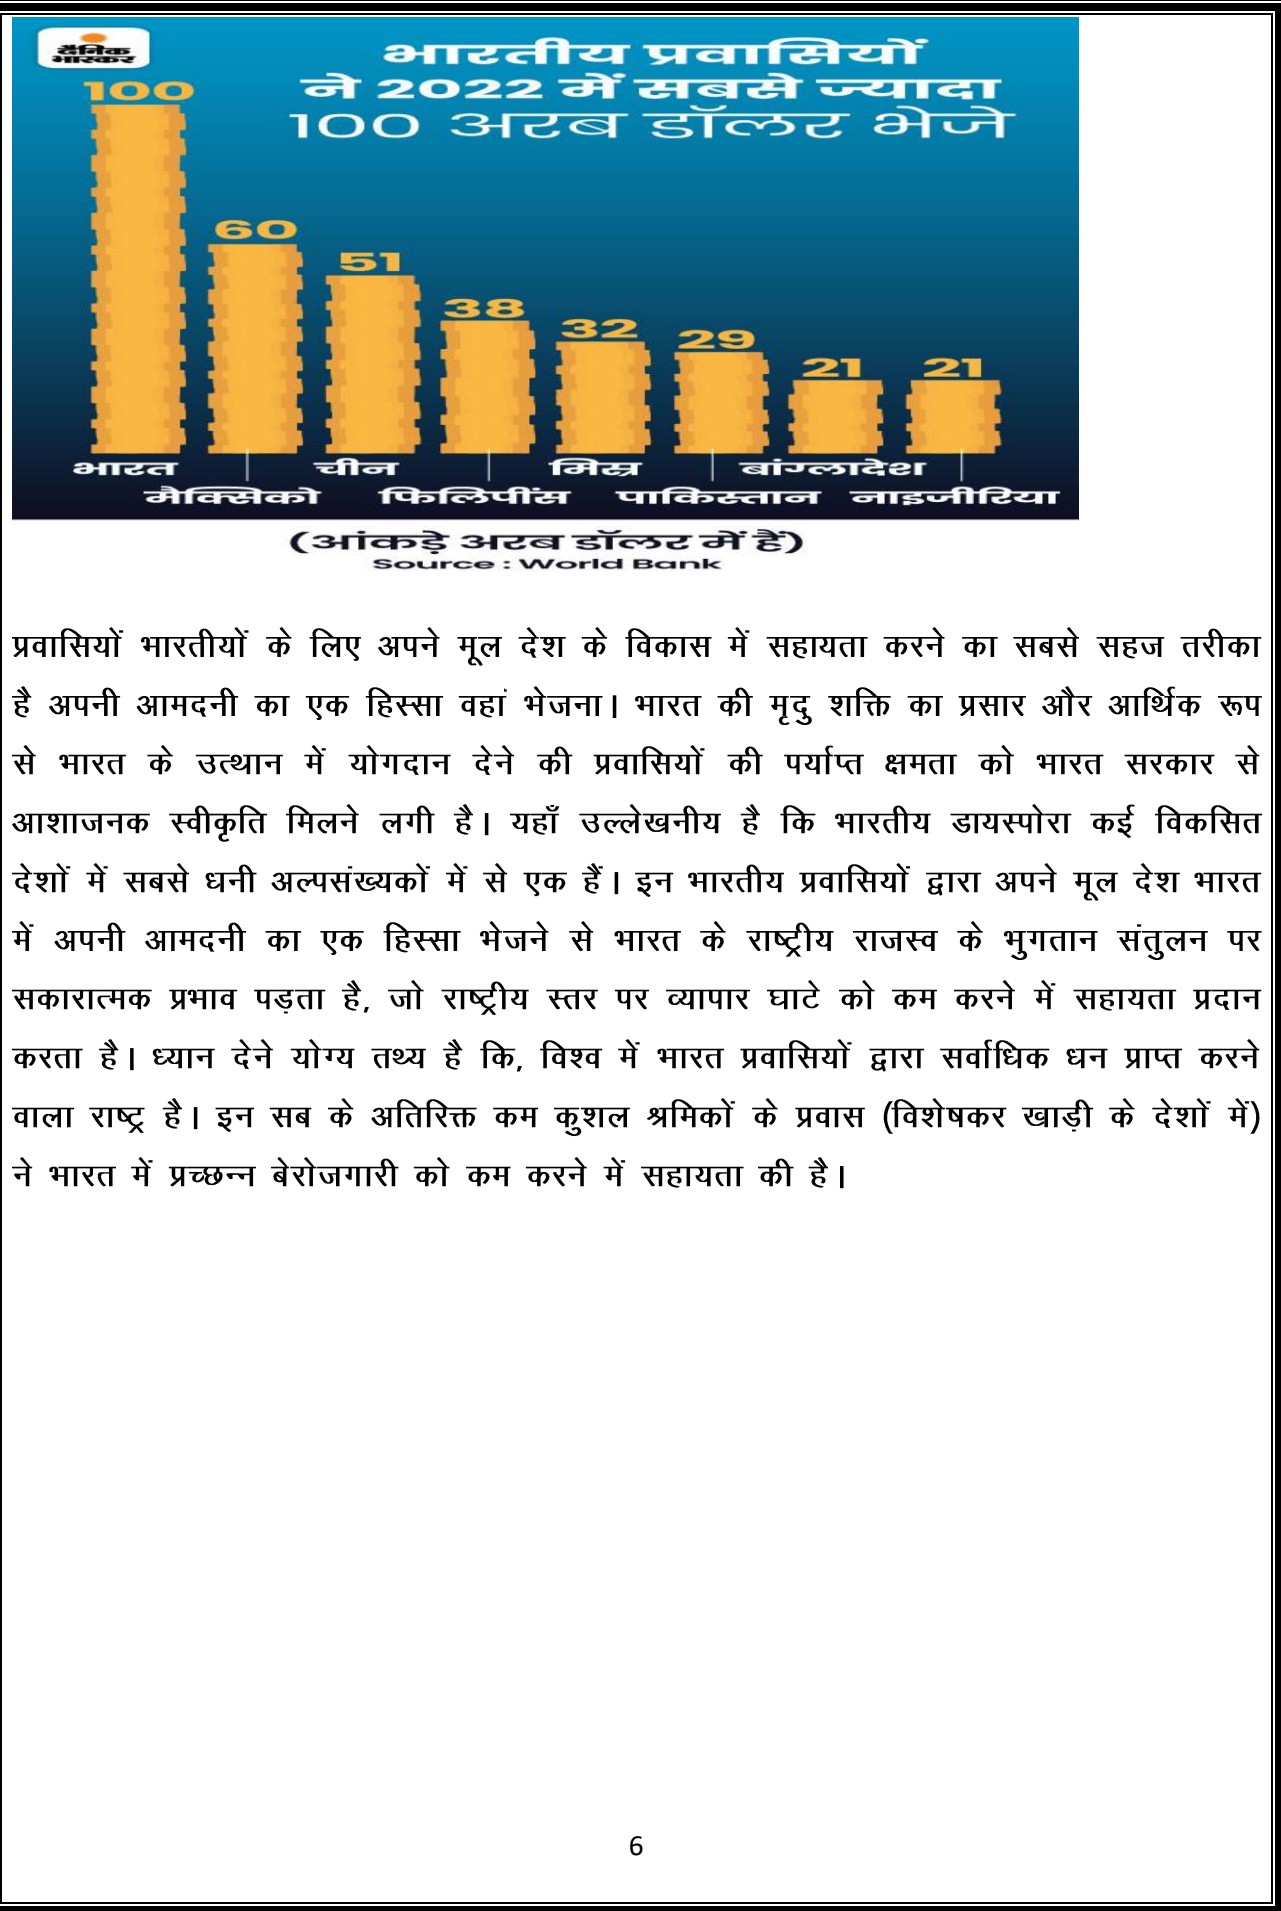 दैनिक
भास्कर
भारतीय प्रवासियों
ने 2022 में सबसे ज्यादा
100 अरब डॉलर भेजे
100
60
51
38
32
29
21
21
भारत
चीन
मिस्र
बांग्लादेश
मैक्सिको
फिलिपींस
पाकिस्तान
नाइजीरिया
(आंकड़े अरब डॉलर में हैं)
Source : World Bank
प्रवासियों भारतीयों के लिए अपने मूल देश के विकास में सहायता करने का सबसे सहज तरीका
है अपनी आमदनी का एक हिस्सा वहां भेजना। भारत की मृदु शक्ति का प्रसार और आर्थिक रूप
से भारत के उत्थान में योगदान देने की प्रवासियों की पर्याप्त क्षमता को भारत सरकार से
आशाजनक स्वीकृति मिलने लगी है। यहाँ उल्लेखनीय है कि भारतीय डायस्पोरा कई विकसित
देशों में सबसे धनी अल्पसंख्यकों में से एक हैं। इन भारतीय प्रवासियों द्वारा अपने मूल देश भारत
में अपनी आमदनी का एक हिस्सा भेजने से भारत के राष्ट्रीय राजस्व के भुगतान संतुलन पर
सकारात्मक प्रभाव पड़ता है, जो राष्ट्रीय स्तर पर व्यापार घाटे को कम करने में सहायता प्रदान
करता है। ध्यान देने योग्य तथ्य है कि, विश्व में भारत प्रवासियों द्वारा सर्वाधिक धन प्राप्त करने
वाला राष्ट्र है। इन सब के अतिरिक्त कम कुशल श्रमिकों के प्रवास (विशेषकर खाड़ी के देशों में)
ने भारत में प्रच्छन्न बेरोजगारी को कम करने में सहायता की है।
6